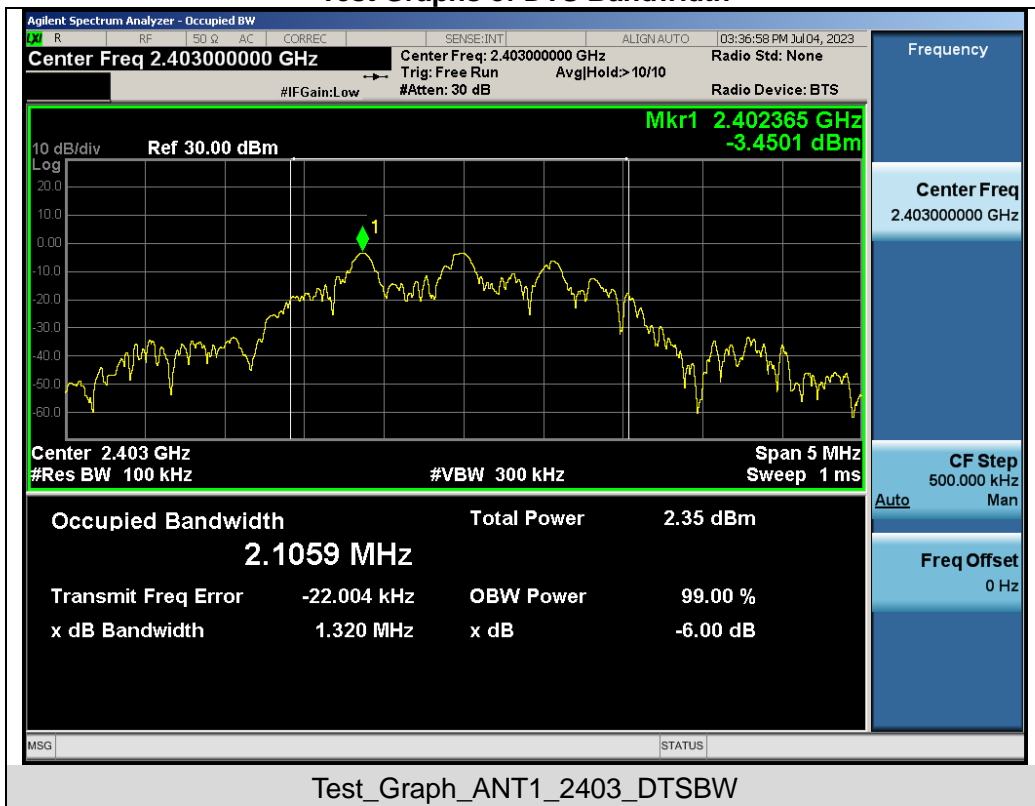 Test Graphs of DTS Bandwidth
Agilent Spectrum Analyzer - Occupied BW
LXI R RF 50 Ω AC CORREC SENSE:INT ALIGN AUTO 03:36:58 PM Jul 04, 2023
Center Freq 2.403000000 GHz
Center Freq: 2.403000000 GHz
Radio Std: None
Trig: Free Run Avg|Hold:> 10/10
#IFGain:Low
#Atten: 30 dB
Radio Device: BTS
Mkr1 2.402365 GHz
-3.4501 dBm
10 dB/div Ref 30.00 dBm
Log
20.0
10.0
0.00
-10.0
-20.0
-30.0
-40.0
-50.0
-60.0
1
Center 2.403 GHz Span 5 MHz
#Res BW 100 kHz #VBW 300 kHz Sweep 1 ms
Occupied Bandwidth Total Power 2.35 dBm
2.1059 MHz
Transmit Freq Error -22.004 kHz OBW Power 99.00 %
x dB Bandwidth 1.320 MHz x dB -6.00 dB
Frequency
Center Freq
2.403000000 GHz
CF Step
500.000 kHz
Auto Man
Freq Offset
0 Hz
MSG STATUS
Test_Graph_ANT1_2403_DTSBW